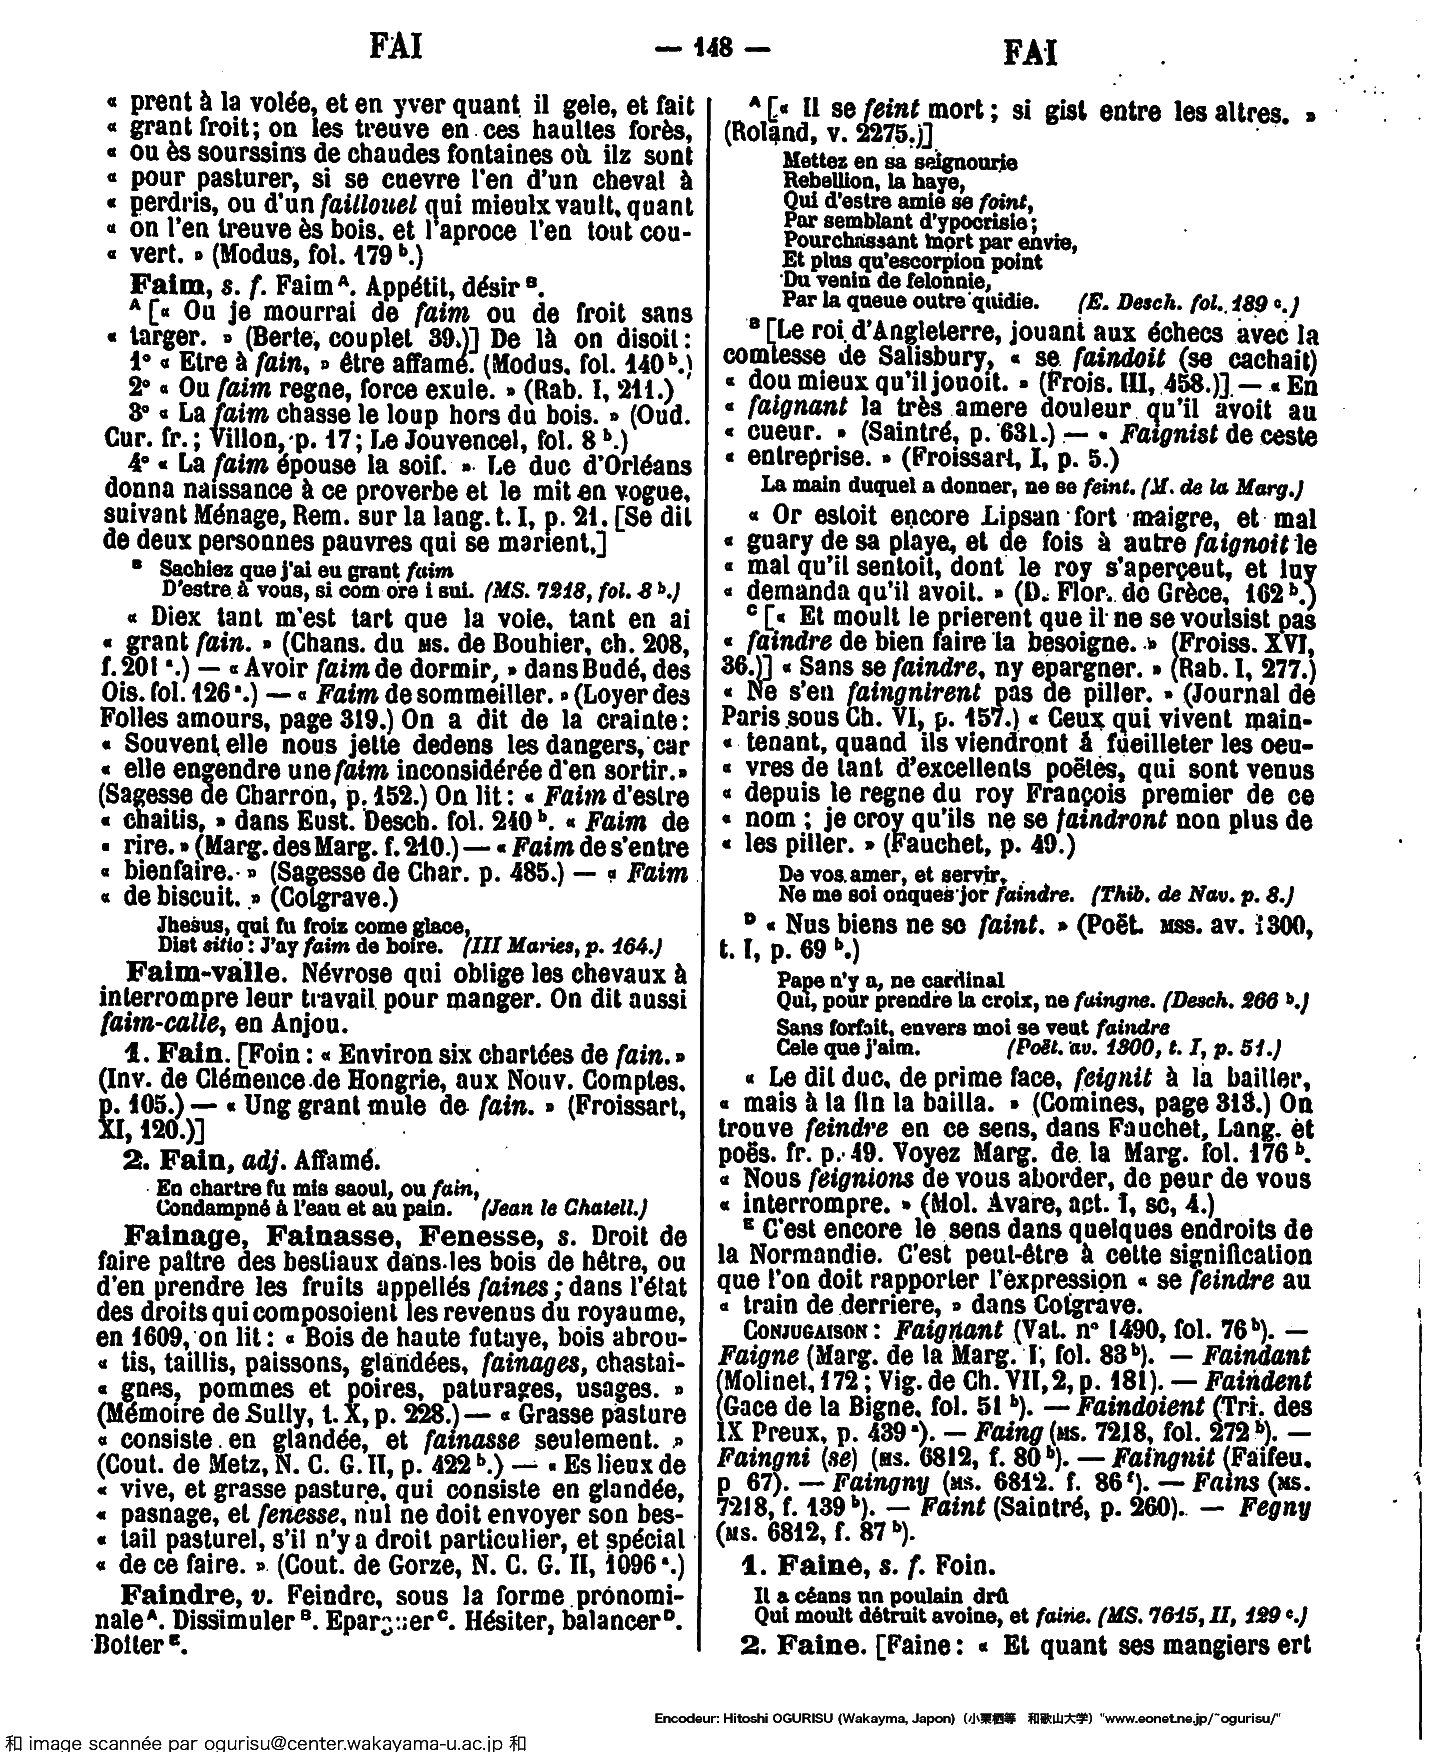 FAI
— 148 —
FAI
« prent à la volée, et en yver quant il gele, et fait
« grant froit; on les treuve en ces haultes forès,
« ou ès sourssins de chaudes fontaines où ilz sont
« pour pasturer, si se cuevre l'en d'un cheval à
« perdris, ou d'un faillouel qui mieulx vault, quant
« on l'en treuve ès bois, et l'aproce l'en tout cou-
« vert. » (Modus, fol. 179 b.)
Faim, s. f. Faim A. Appétit, désir B.
A [« Ou je mourrai de faim ou de froit sans
« targer. » (Berte, couplet 39.)] De là on disoit:
1° « Etre à fain, » être affamé. (Modus, fol. 140 b.)
2° « Ou faim regne, force exule. » (Rab. I, 211.)
3° « La faim chasse le loup hors du bois. » (Oud.
Cur. fr.; Villon, p. 17; Le Jouvencel, fol. 8 b.)
4° « La faim épouse la soif. » Le duc d'Orléans
donna naissance à ce proverbe et le mit en vogue,
suivant Ménage, Rem. sur la lang. t. I, p. 21. [Se dit
de deux personnes pauvres qui se marient.]
B Sachiez que j'ai eu grant faim
D'estre à vous, si com ore i sui. (MS. 7218, fol. 8 b.)
« Diex tant m'est tart que la voie, tant en ai
« grant fain. » (Chans. du MS. de Bouhier, ch. 208,
f. 201 a.) — « Avoir faim de dormir, » dans Budé, des
Ois. fol. 126 a.) — « Faim de sommeiller. » (Loyer des
Folles amours, page 319.) On a dit de la crainte:
« Souvent elle nous jette dedens les dangers, car
« elle engendre une faim inconsidérée d'en sortir. »
(Sagesse de Charron, p. 152.) On lit: « Faim d'estre
« chaitis, » dans Eust. Desch. fol. 210 b. « Faim de
« rire. » (Marg. des Marg. f. 210.) — « Faim de s'entre
« bienfaire. » (Sagesse de Char. p. 485.) — « Faim
« de biscuit. » (Cotgrave.)
Jhesus, qui fu froiz come glace,
Dist sitio: J'ay faim de boire. (III Maries, p. 164.)
Faim-valle. Névrose qui oblige les chevaux à
interrompre leur travail pour manger. On dit aussi
faim-calle, en Anjou.
1. Fain. [Foin: « Environ six chartées de fain. »
(Inv. de Clémence de Hongrie, aux Nouv. Comptes,
p. 105.) — « Ung grant mule de fain. » (Froissart,
XI, 120.)]
2. Fain, adj. Affamé.
En chartre fu mis saoul, ou fain,
Condampné à l'eau et au pain. (Jean le Chatell.)
Fainage, Fainasse, Fenesse, s. Droit de
faire paître des bestiaux dans les bois de hêtre, ou
d'en prendre les fruits appellés faines; dans l'état
des droits qui composoient les revenus du royaume,
en 1609, on lit: « Bois de haute futaye, bois abrou-
« tis, taillis, paissons, glandées, fainages, chastai-
« gnes, pommes et poires, paturages, usages. »
(Mémoire de Sully, t. X, p. 228.) — « Grasse pasture
« consiste en glandée, et fainasse seulement. »
(Cout. de Metz, N. C. G. II, p. 422 b.) — « Es lieux de
« vive, et grasse pasture, qui consiste en glandée,
« pasnage, et fenesse, nul ne doit envoyer son bes-
« tail pasturel, s'il n'y a droit particulier, et spécial
« de ce faire. » (Cout. de Gorze, N. C. G. II, 1096 a.)
Faindre, v. Feindre, sous la forme pronomi-
nale A. Dissimuler B. Epargner C. Hésiter, balancer D.
Boiter E.
A [« Il se feint mort; si gist entre les altres. »
(Roland, v. 2275.)]
Mettez en sa seignourie
Rebellion, la haye,
Qui d'estre amie se foint,
Par semblant d'ypocrisie;
Pourchassant mort par envie,
Et plus qu'escorpion point
Du venin de felonnie,
Par la queue outre quidie. (E. Desch. fol. 189 c.)
B [Le roi d'Angleterre, jouant aux échecs avec la
comtesse de Salisbury, « se faindoit (se cachait)
« dou mieux qu'il jouoit. » (Frois. III, 458.)] — « En
« faignant la très amere douleur qu'il avoit au
« cueur. » (Saintré, p. 631.) — « Faignist de ceste
« entreprise. » (Froissart, I, p. 5.)
La main duquel a donner, ne se feint. (M. de la Marg.)
« Or estoit encore Lipsan fort maigre, et mal
« guary de sa playe, et de fois à autre faignoit le
« mal qu'il sentoit, dont le roy s'aperçeut, et luy
« demanda qu'il avoit. » (D. Flor. de Grèce, 162 b.)
C [« Et moult le prierent que il ne se voulsist pas
« faindre de bien faire la besoigne. » (Froiss. XVI,
36.)] « Sans se faindre, ny epargner. » (Rab. I, 277.)
« Ne s'en faingnirent pas de piller. » (Journal de
Paris sous Ch. VI, p. 157.) « Ceux qui vivent main-
« tenant, quand ils viendront à fueilleter les oeu-
« vres de tant d'excellents poëtes, qui sont venus
« depuis le regne du roy François premier de ce
« nom; je croy qu'ils ne se faindront non plus de
« les piller. » (Fauchet, p. 49.)
De vos amer, et servir,
Ne me soi onques jor faindre. (Thib. de Nav. p. 8.)
D « Nus biens ne se faint. » (Poët. MSS. av. 1300,
t. I, p. 69 b.)
Pape n'y a, ne cardinal
Qui, pour prendre la croix, ne faingne. (Desch. 266 b.)
Sans forfait, envers moi se veut faindre
Cele que j'aim. (Poët. av. 1300, t. I, p. 51.)
« Le dit duc, de prime face, feignit à la bailler,
« mais à la fin la bailla. » (Comines, page 313.) On
trouve feindre en ce sens, dans Fauchet, Lang. et
poës. fr. p. 49. Voyez Marg. de la Marg. fol. 176 b.
« Nous feignions de vous aborder, de peur de vous
« interrompre. » (Mol. Avare, act. I, sc. 4.)
E C'est encore le sens dans quelques endroits de
la Normandie. C'est peut-être à cette signification
que l'on doit rapporter l'expression « se feindre au
« train de derriere, » dans Cotgrave.
CONJUGAISON: Faignant (Vat. n° 1490, fol. 76 b). —
Faigne (Marg. de la Marg. I, fol. 83 b). — Faindant
(Molinet, 172; Vig. de Ch. VII, 2, p. 181). — Faindent
(Gace de la Bigne, fol. 51 b). — Faindoient (Tri. des
IX Preux, p. 439 a). — Faing (MS. 7218, fol. 272 b). —
Faingni (se) (MS. 6812, f. 80 b). — Faingnit (Faifeu,
p 67). — Faingny (MS. 6812. f. 86 f). — Fains (MS.
7218, f. 139 b). — Faint (Saintré, p. 260). — Fegny
(MS. 6812, f. 87 b).
1. Faine, s. f. Foin.
Il a céans un poulain drû
Qui moult détruit avoine, et faine. (MS. 7615, II, 129 c.)
2. Faine. [Faine: « Et quant ses mangiers ert
Encodeur: Hitoshi OGURISU (Wakayma, Japon) (小栗栖等 和歌山大学) "www.eonet.ne.jp/~ogurisu/"
和 image scannée par ogurisu@center.wakayama-u.ac.jp 和